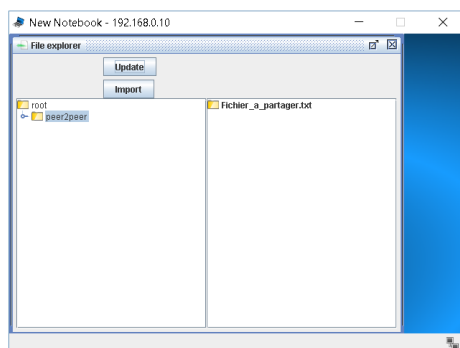 New Notebook - 192.168.0.10
File explorer
Update
Import
root
peer2peer
Fichier_a_partager.txt